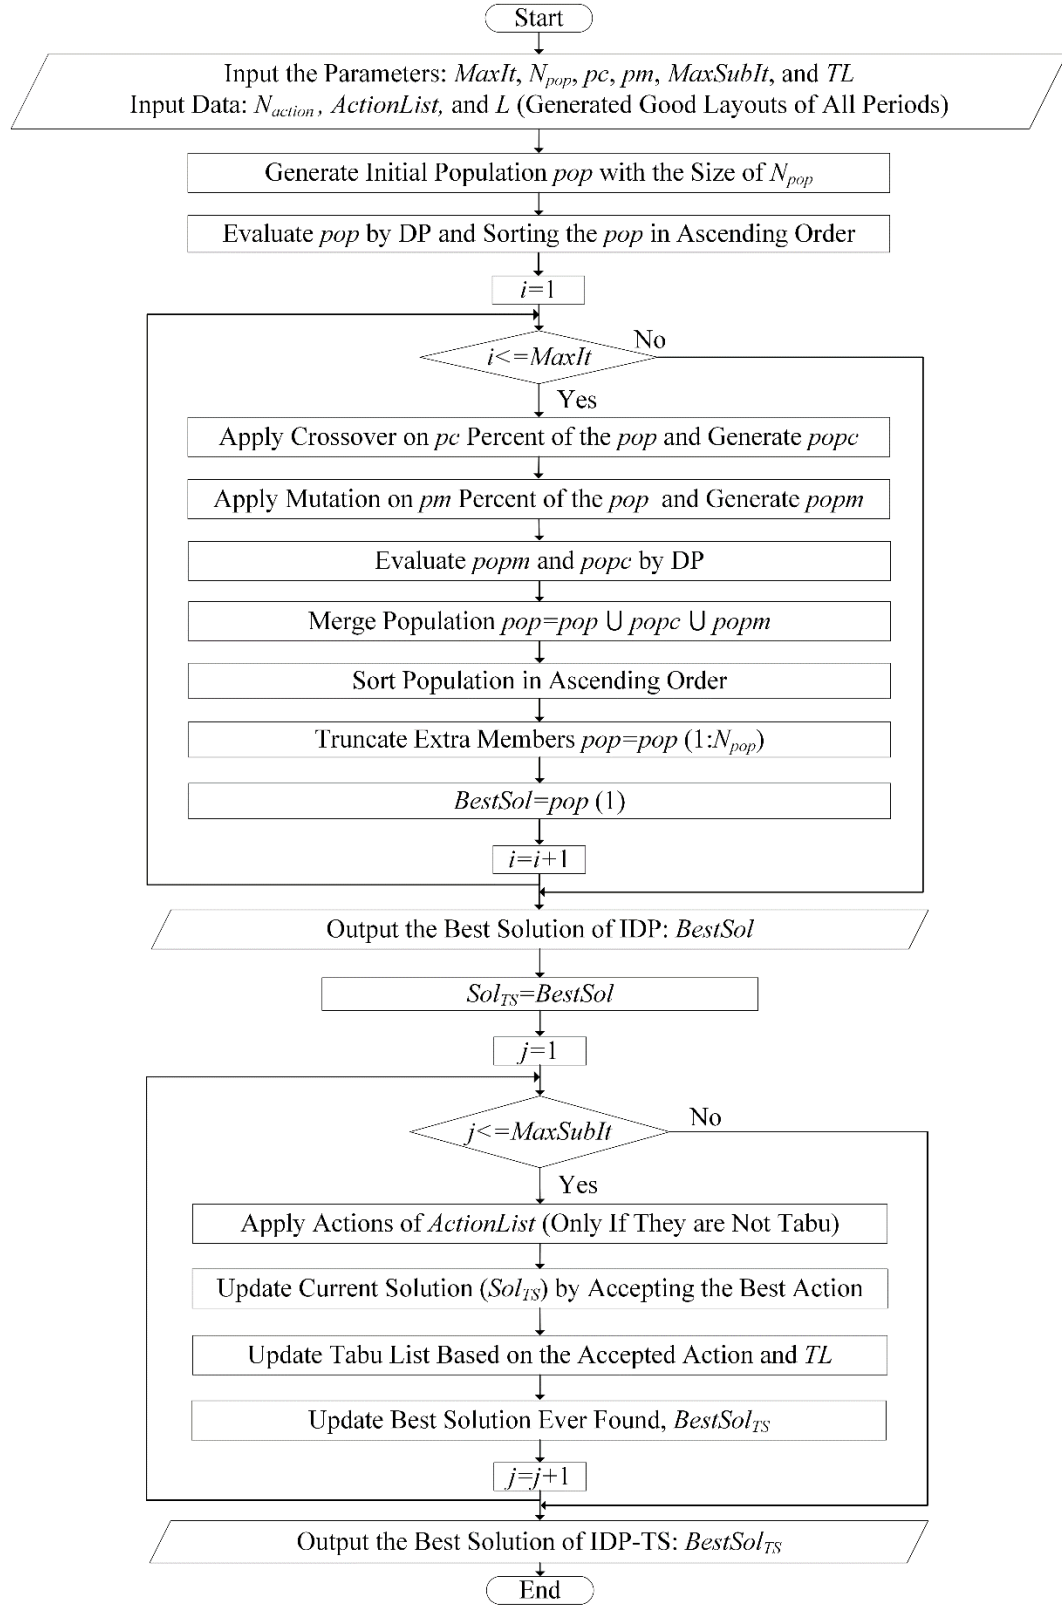 Start
Input the Parameters: MaxIt, Npop, pc, pm, MaxSubIt, and TL
Input Data: Naction, ActionList, and L (Generated Good Layouts of All Periods)
Generate Initial Population pop with the Size of Npop
Evaluate pop by DP and Sorting the pop in Ascending Order
i=1
i<=MaxIt
No
Yes
Apply Crossover on pc Percent of the pop and Generate popc
Apply Mutation on pm Percent of the pop and Generate popm
Evaluate popm and popc by DP
Merge Population pop=pop ∪ popc ∪ popm
Sort Population in Ascending Order
Truncate Extra Members pop=pop (1:Npop)
BestSol=pop (1)
i=i+1
Output the Best Solution of IDP: BestSol
SolTS=BestSol
j=1
j<=MaxSubIt
No
Yes
Apply Actions of ActionList (Only If They are Not Tabu)
Update Current Solution (SolTS) by Accepting the Best Action
Update Tabu List Based on the Accepted Action and TL
Update Best Solution Ever Found, BestSolTS
j=j+1
Output the Best Solution of IDP-TS: BestSolTS
End